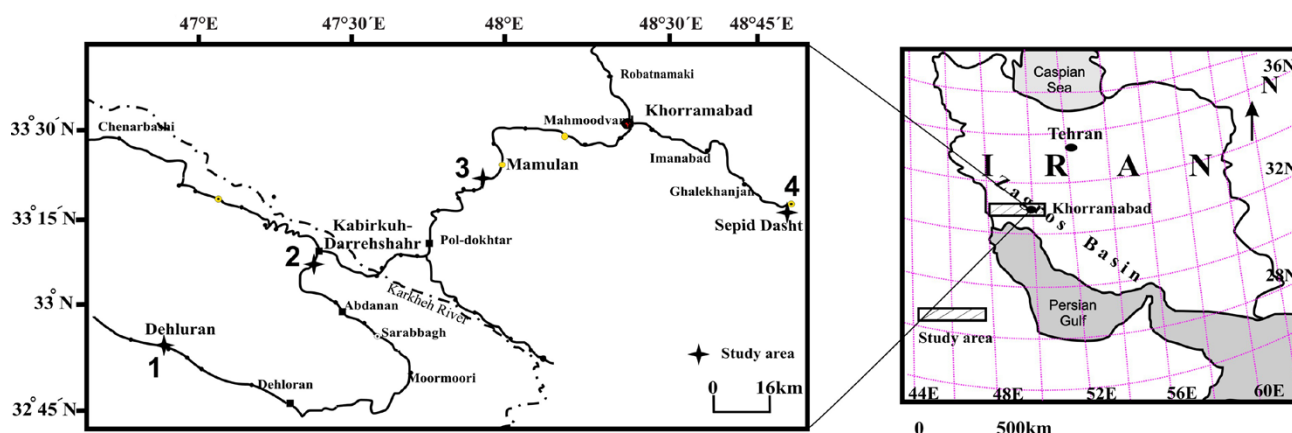 47°E
47°30´E
48°E
48°30´E
48°45´E
33°30´N
33°15´N
33°N
32°45´N
Robatnamaki
Khorramabad
Mahmoodvand
Chenarbashi
Imanabad
3
Mamulan
Ghalekhanjan
4
Sepid Dasht
Kabirkuh-
Darrehshahr
Pol-dokhtar
2
Karkheh River
Abdanan
Sarabbagh
Dehluran
1
Moormoori
Dehloran
Study area
0 16km
Caspian
Sea
36N
N
Tehran
I R A N
32N
Zagros Basin
Khorramabad
28N
Persian
Gulf
Study area
44E 48E 52E 56E 60E
0 500km